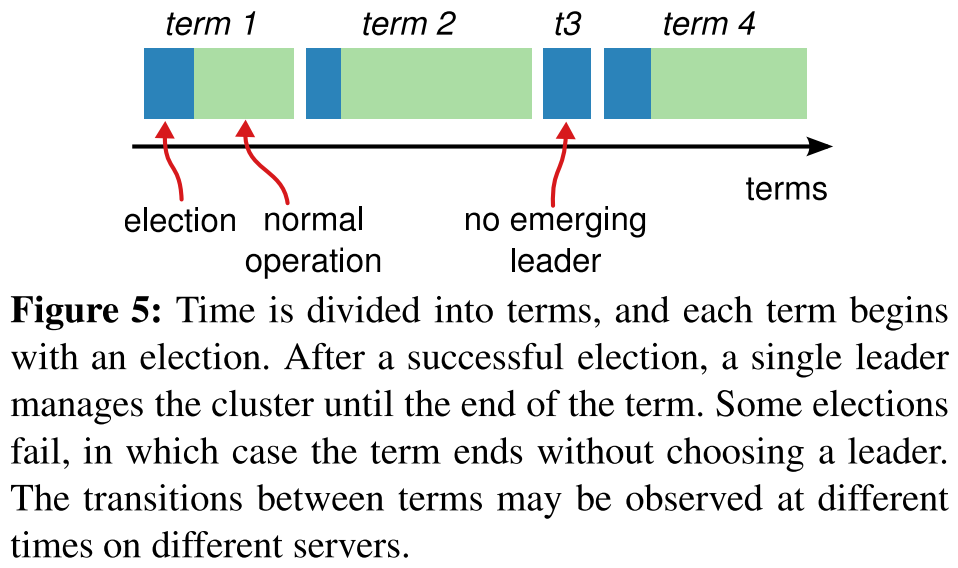 term 1 term 2 t3 term 4
terms
election normal operation no emerging leader
Figure 5: Time is divided into terms, and each term begins
with an election. After a successful election, a single leader
manages the cluster until the end of the term. Some elections
fail, in which case the term ends without choosing a leader.
The transitions between terms may be observed at different
times on different servers.